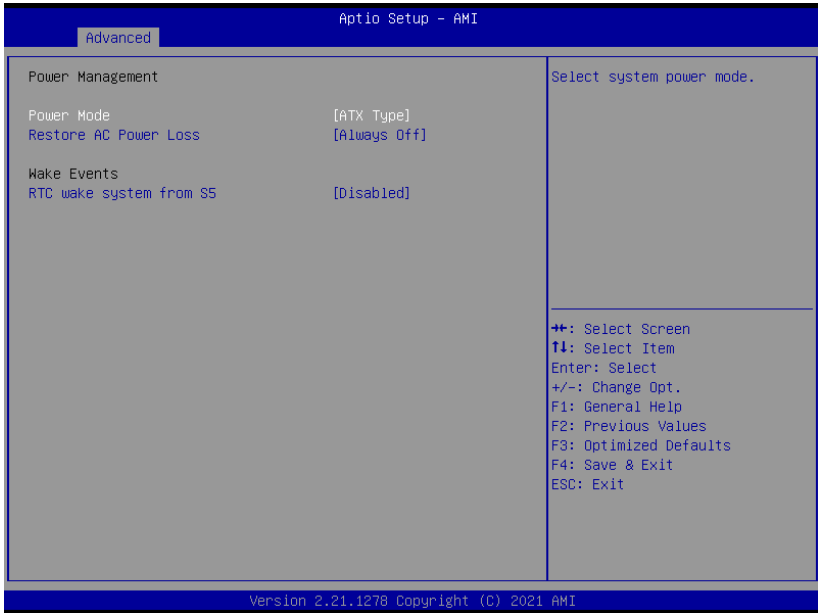 Aptio Setup – AMI
Advanced
Power Management
Power Mode [ATX Type]
Restore AC Power Loss [Always Off]
Wake Events
RTC wake system from S5 [Disabled]
Select system power mode.
→←: Select Screen
↑↓: Select Item
Enter: Select
+/-: Change Opt.
F1: General Help
F2: Previous Values
F3: Optimized Defaults
F4: Save & Exit
ESC: Exit
Version 2.21.1278 Copyright (C) 2021 AMI